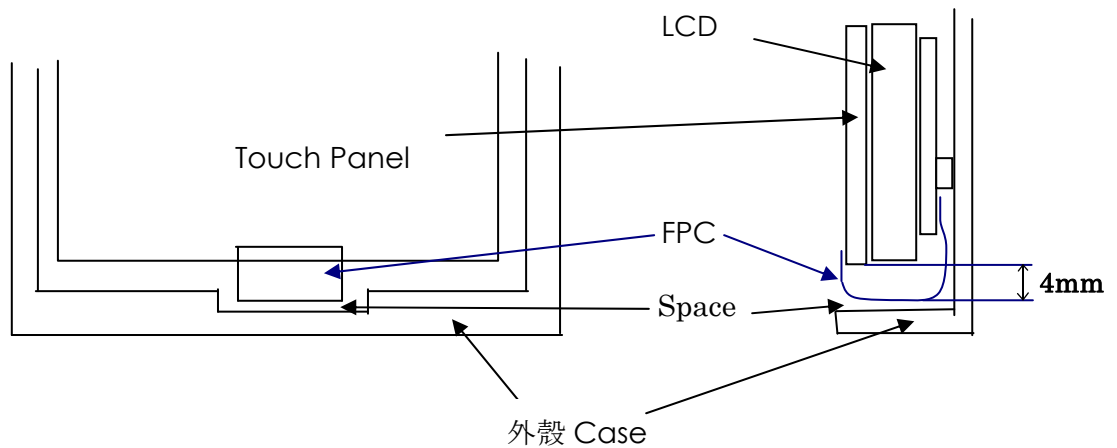 LCD
Touch Panel
FPC
4mm
Space
外殼 Case